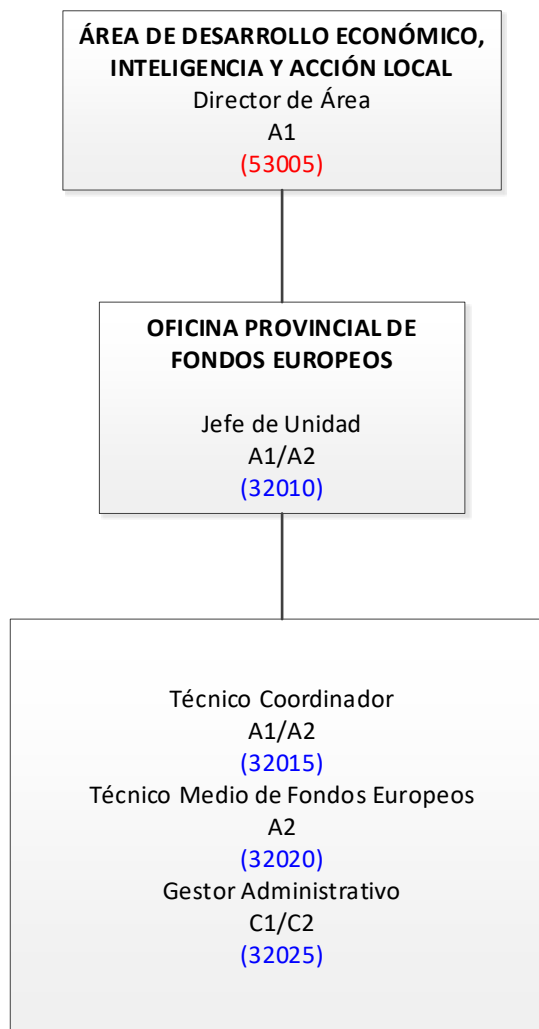 ÁREA DE DESARROLLO ECONÓMICO,
INTELIGENCIA Y ACCIÓN LOCAL
Director de Área
A1
(53005)
OFICINA PROVINCIAL DE
FONDOS EUROPEOS
Jefe de Unidad
A1/A2
(32010)
Técnico Coordinador
A1/A2
(32015)
Técnico Medio de Fondos Europeos
A2
(32020)
Gestor Administrativo
C1/C2
(32025)